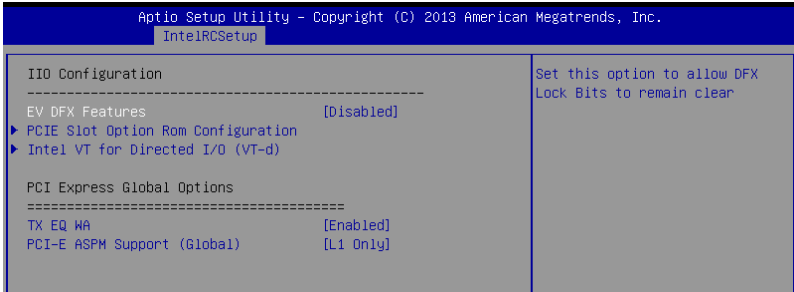 Aptio Setup Utility – Copyright (C) 2013 American Megatrends, Inc.
IntelRCSetup
IIO Configuration
--------------------------------------------------
EV DFX Features [Disabled]
PCIE Slot Option Rom Configuration
Intel VT for Directed I/O (VT-d)
PCI Express Global Options
========================================
TX EQ WA [Enabled]
PCI-E ASPM Support (Global) [L1 Only]
Set this option to allow DFX
Lock Bits to remain clear